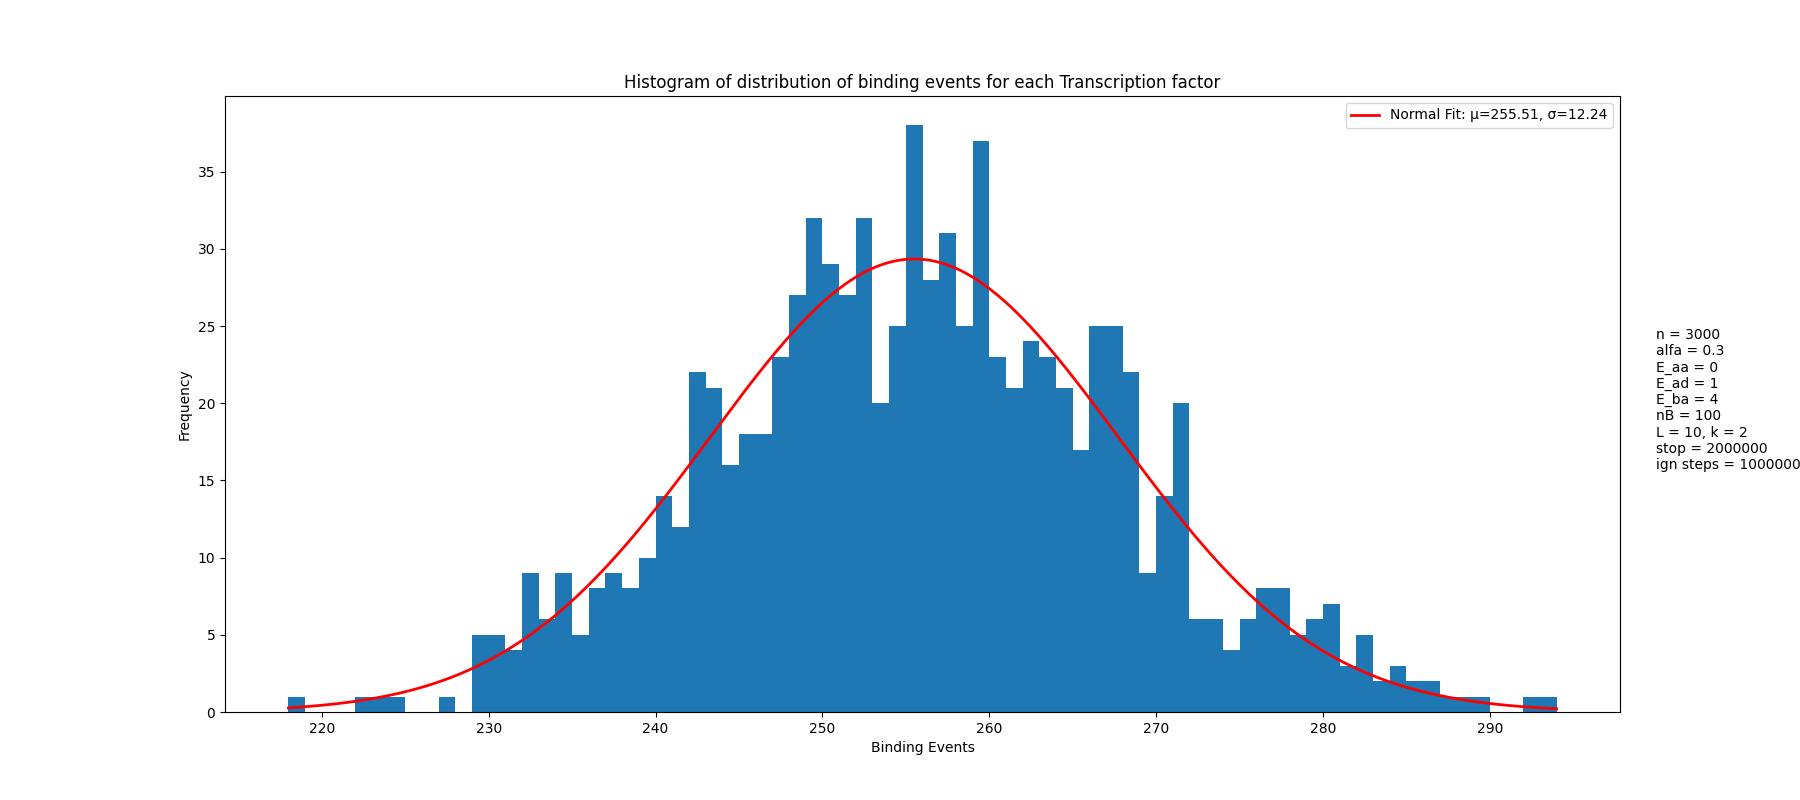 Histogram of distribution of binding events for each Transcription factor
Normal Fit: μ=255.51, σ=12.24
35
30
25
20
15
10
5
0
Frequency
220 230 240 250 260 270 280 290
Binding Events
n = 3000
alfa = 0.3
E_aa = 0
E_ad = 1
E_ba = 4
nB = 100
L = 10, k = 2
stop = 2000000
ign steps = 1000000